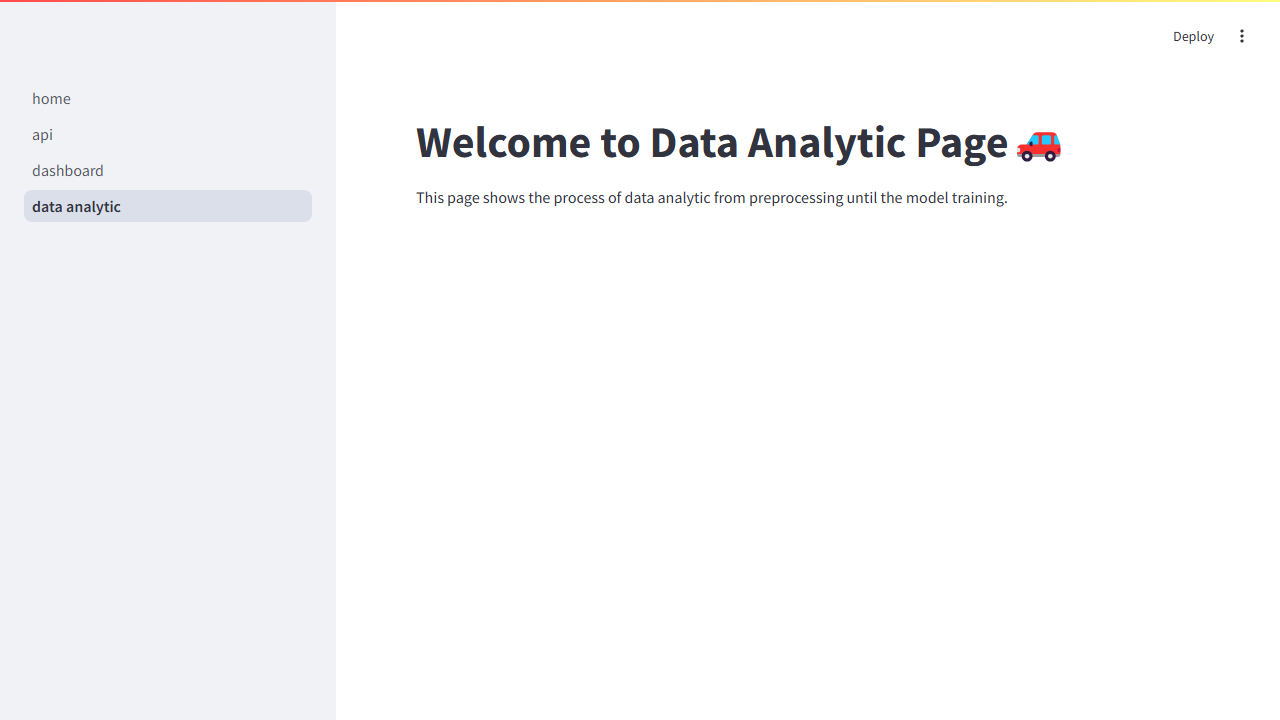 Deploy
home
api
dashboard
data analytic
Welcome to Data Analytic Page 🚗
This page shows the process of data analytic from preprocessing until the model training.